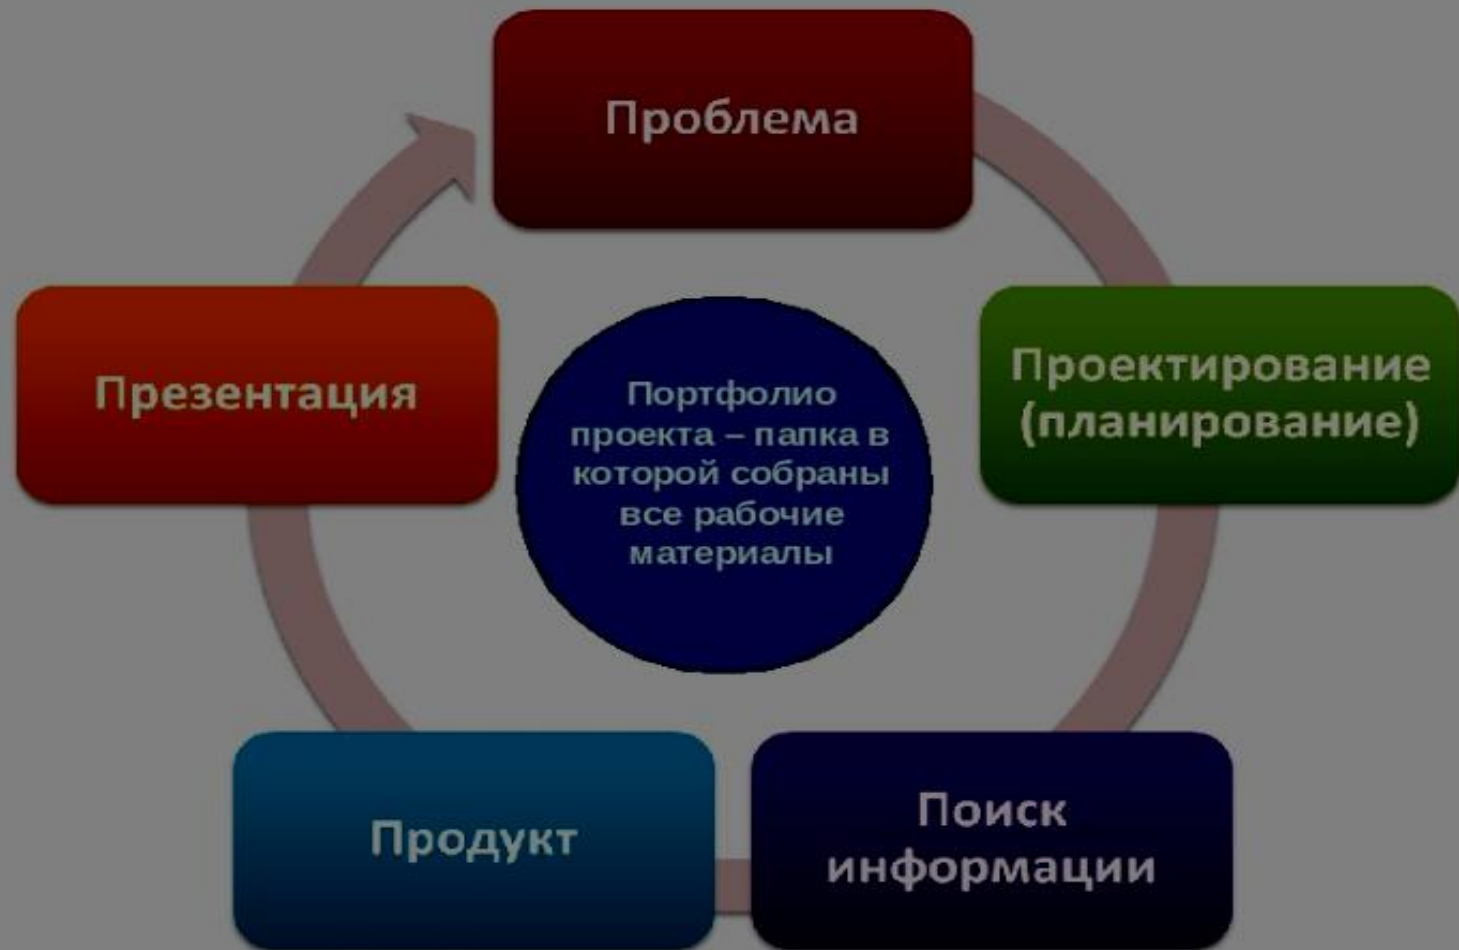 Проблема
Проектирование
(планирование)
Поиск
информации
Продукт
Презентация
Портфолио
проекта – папка в
которой собраны
все рабочие
материалы